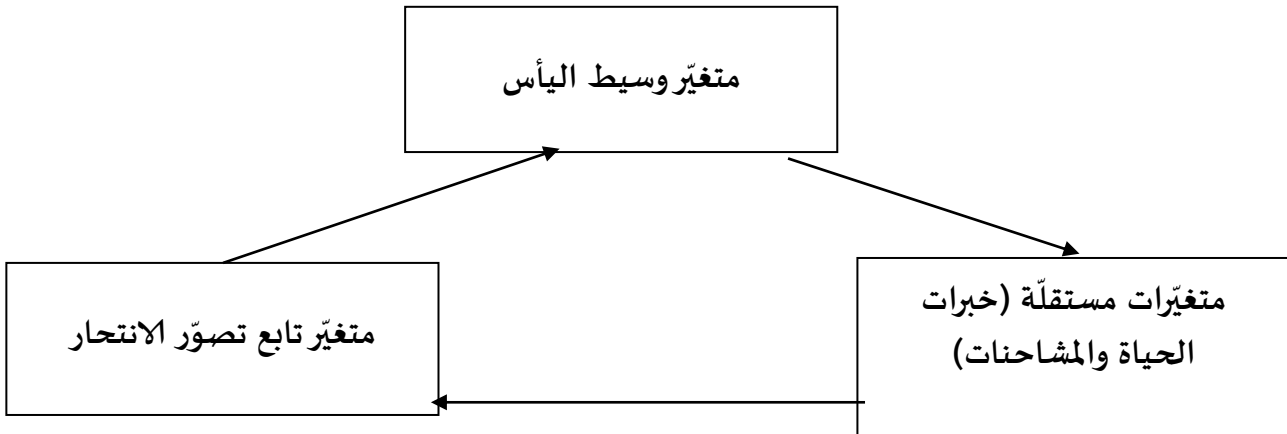 متغيّر وسيط اليأس
متغيّرات مستقلّة (خبرات
الحياة والمشاحنات)
متغيّر تابع تصوّر الانتحار